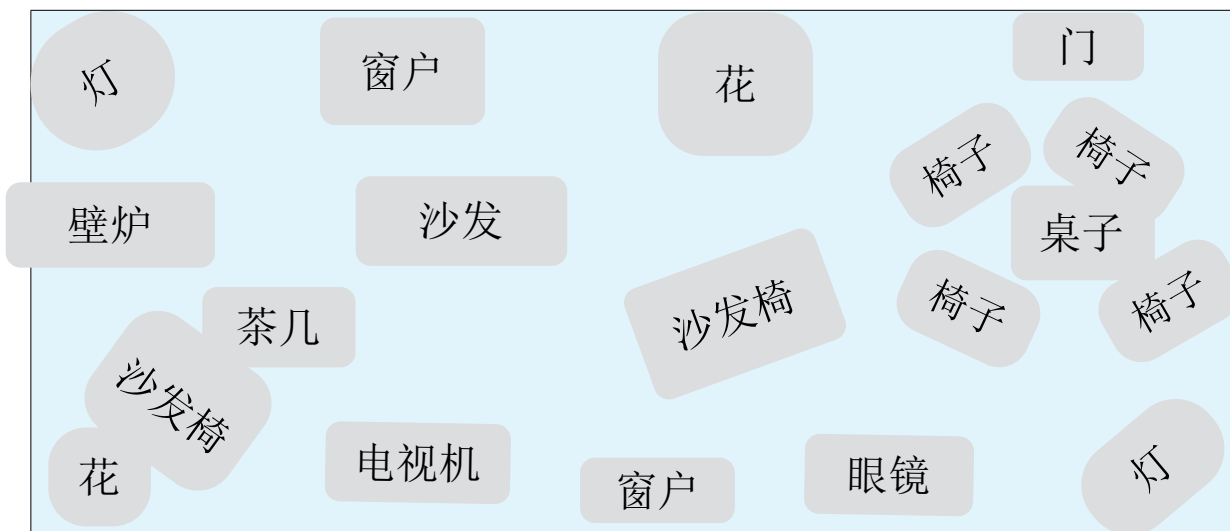 灯
窗户
花
门
椅子
椅子
壁炉
沙发
桌子
沙发椅
椅子
椅子
茶几
沙发椅
花
电视机
窗户
眼镜
灯